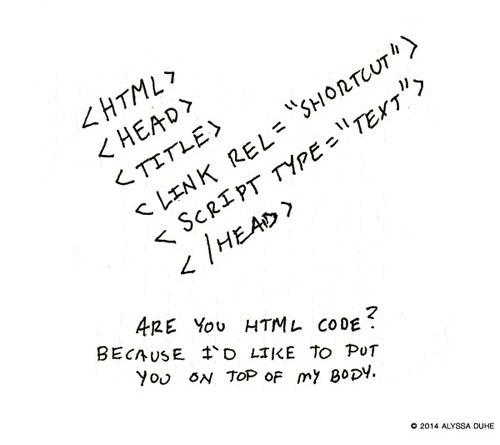 <HTML>
<HEAD>
<TITLE>
<LINK REL="SHORTCUT">
<SCRIPT TYPE="TEXT">
</HEAD>
ARE YOU HTML CODE?
BECAUSE I'D LIKE TO PUT
YOU ON TOP OF MY BODY.
© 2014 ALYSSA DUHE